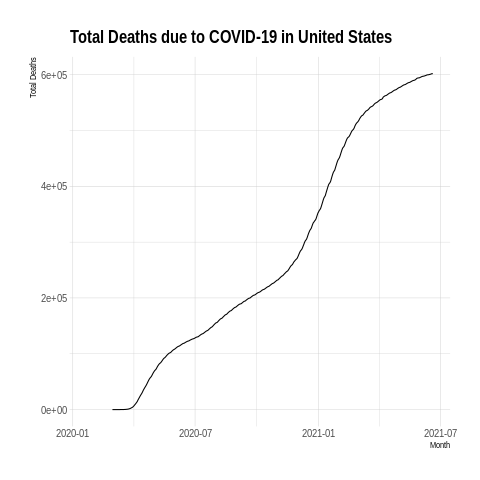 Total Deaths due to COVID-19 in United States
Total Deaths
6e+05
4e+05
2e+05
0e+00
2020-01
2020-07
2021-01
2021-07
Month